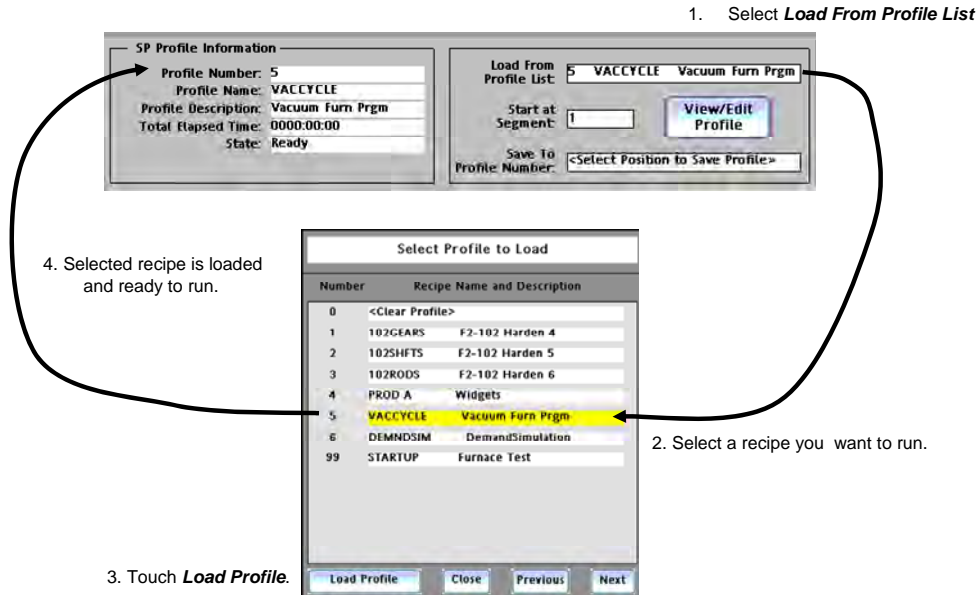 1. Select Load From Profile List
SP Profile Information
Profile Number: 5
Profile Name: VACCYCLE
Profile Description: Vacuum Furn Prgm
Total Elapsed Time: 0000:00:00
State: Ready
Load From
Profile List: 5 VACCYCLE Vacuum Furn Prgm
Start at
Segment: 1
View/Edit
Profile
Save To
Profile Number: <Select Position to Save Profile>
4. Selected recipe is loaded
and ready to run.
Select Profile to Load
Number Recipe Name and Description
0 <Clear Profile>
1 102GEARS F2-102 Harden 4
2 102SHFTS F2-102 Harden 5
3 102RODS F2-102 Harden 6
4 PROD A Widgets
5 VACCYCLE Vacuum Furn Prgm
6 DEMNDSIM DemandSimulation
99 STARTUP Furnace Test
2. Select a recipe you want to run.
3. Touch Load Profile.
Load Profile Close Previous Next